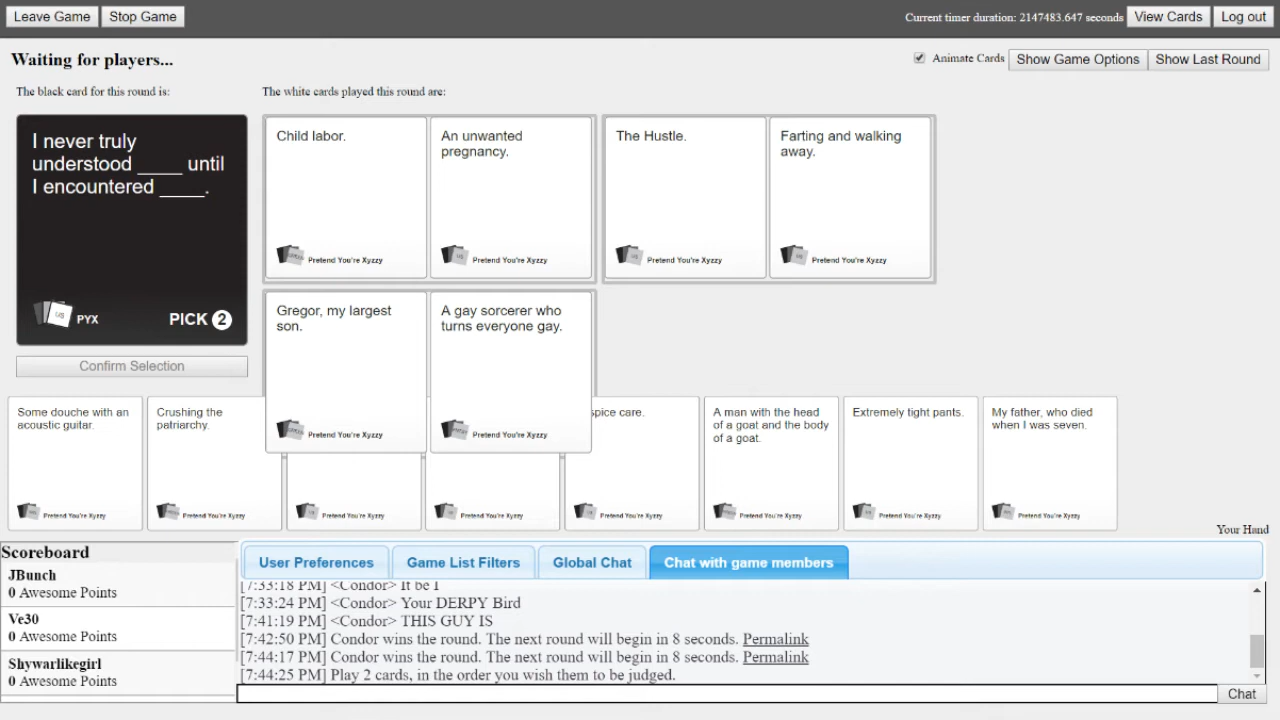 Leave Game
Stop Game
Current timer duration: 2147483.647 seconds
View Cards
Log out
Waiting for players...
Animate Cards
Show Game Options
Show Last Round
The black card for this round is:
The white cards played this round are:
I never truly
understood ____ until
I encountered ____.
PYX
PICK 2
Confirm Selection
Child labor.
Pretend You're Xyzzy
An unwanted
pregnancy.
US
Pretend You're Xyzzy
The Hustle.
US
Pretend You're Xyzzy
Farting and walking
away.
US
Pretend You're Xyzzy
Gregor, my largest
son.
Pretend You're Xyzzy
A gay sorcerer who
turns everyone gay.
Pretend You're Xyzzy
Some douche with an
acoustic guitar.
Pretend You're Xyzzy
Crushing the
patriarchy.
Pretend You're Xyzzy
Pretend You're Xyzzy
Pretend You're Xyzzy
spice care.
Pretend You're Xyzzy
A man with the head
of a goat and the body
of a goat.
Pretend You're Xyzzy
Extremely tight pants.
Pretend You're Xyzzy
My father, who died
when I was seven.
Pretend You're Xyzzy
Your Hand
Scoreboard
JBunch
0 Awesome Points
Ve30
0 Awesome Points
Shywarlikegirl
0 Awesome Points
User Preferences
Game List Filters
Global Chat
Chat with game members
[7:33:18 PM] <Condor> It be I
[7:33:24 PM] <Condor> Your DERPY Bird
[7:41:19 PM] <Condor> THIS GUY IS
[7:42:50 PM] Condor wins the round. The next round will begin in 8 seconds. Permalink
[7:44:17 PM] Condor wins the round. The next round will begin in 8 seconds. Permalink
[7:44:25 PM] Play 2 cards, in the order you wish them to be judged.
Chat